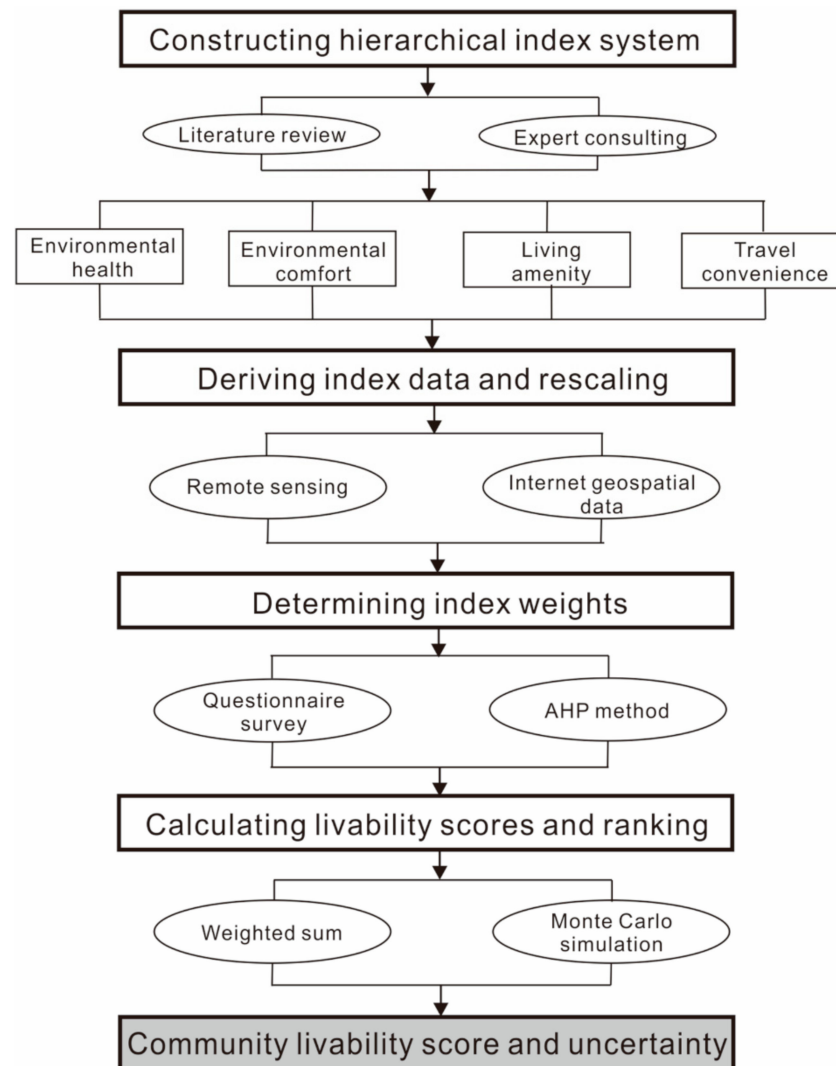 Constructing hierarchical index system
Literature review
Expert consulting
Environmental
health
Environmental
comfort
Living
amenity
Travel
convenience
Deriving index data and rescaling
Remote sensing
Internet geospatial
data
Determining index weights
Questionnaire
survey
AHP method
Calculating livability scores and ranking
Weighted sum
Monte Carlo
simulation
Community livability score and uncertainty